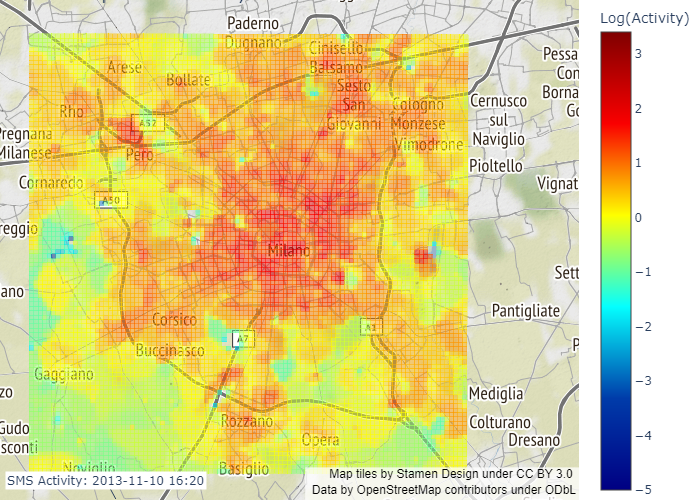 Paderno
Dugnano
Cinisello
Balsamo
Log(Activity)
Arese
Bollate
Sesto
San
Giovanni
Pessa
Con
Borna
Go
Rho
A52
Cologno
Monzese
Cernusco
sul
Naviglio
Pregnana
Milanese
Pero
Vimodrone
Pioltello
Cornaredo
A50
Vignat
reggio
Milano
Sett
ano
Corsico
A7
A1
Pantigliate
Buccinasco
P
Gaggiano
zo
Mediglia
Rozzano
Colturano
Dresano
Gudo
sconti
Opera
Noviglio
Basiglio
SMS Activity: 2013-11-10 16:20
Map tiles by Stamen Design under CC BY 3.0
Data by OpenStreetMap contributors under ODbL
3
2
1
0
−1
−2
−3
−4
−5